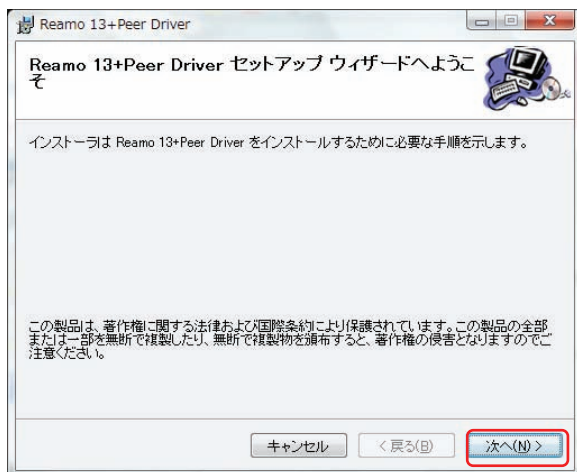 Reamo 13+Peer Driver
Reamo 13+Peer Driver セットアップ ウィザードへようこ
そ
インストーラは Reamo 13+Peer Driver をインストールするために必要な手順を示します。
この製品は、著作権に関する法律および国際条約により保護されています。この製品の全部
または一部を無断で複製したり、無断で複製物を頒布すると、著作権の侵害となりますのでご
注意ください。
キャンセル
< 戻る(B)
次へ(N) >